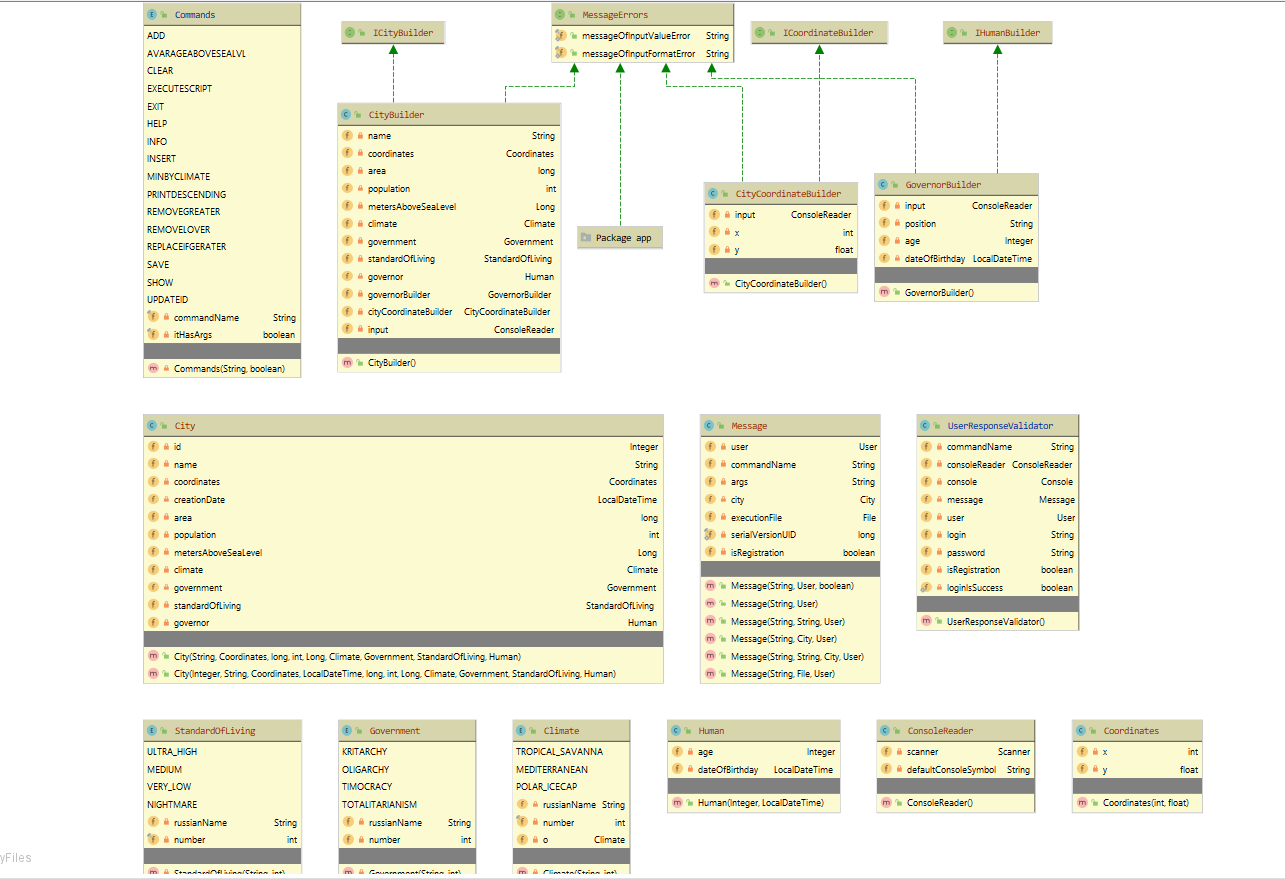 Commands
ADD
AVARAGEABOVESEALVL
CLEAR
EXECUTESCRIPT
EXIT
HELP
INFO
INSERT
MINBYCLIMATE
PRINTDESCENDING
REMOVEGREATER
REMOVELOVER
REPLACEIFGERATER
SAVE
SHOW
UPDATEID
commandName String
itHasArgs boolean
Commands(String, boolean)
ICityBuilder
MessageErrors
messageOfInputValueError String
messageOfInputFormatError String
ICoordinateBuilder
IHumanBuilder
CityBuilder
name String
coordinates Coordinates
area long
population int
metersAboveSeaLevel Long
climate Climate
government Government
standardOfLiving StandardOfLiving
governor Human
governorBuilder GovernorBuilder
cityCoordinateBuilder CityCoordinateBuilder
input ConsoleReader
CityBuilder()
Package app
CityCoordinateBuilder
input ConsoleReader
x int
y float
CityCoordinateBuilder()
GovernorBuilder
input ConsoleReader
position String
age Integer
dateOfBirthday LocalDateTime
GovernorBuilder()
City
id Integer
name String
coordinates Coordinates
creationDate LocalDateTime
area long
population int
metersAboveSeaLevel Long
climate Climate
government Government
standardOfLiving StandardOfLiving
governor Human
City(String, Coordinates, long, int, Long, Climate, Government, StandardOfLiving, Human)
City(Integer, String, Coordinates, LocalDateTime, long, int, Long, Climate, Government, StandardOfLiving, Human)
Message
user User
commandName String
args String
city City
executionFile File
serialVersionUID long
isRegistration boolean
Message(String, User, boolean)
Message(String, User)
Message(String, String, User)
Message(String, City, User)
Message(String, String, City, User)
Message(String, File, User)
UserResponseValidator
commandName String
consoleReader ConsoleReader
console Console
message Message
user User
login String
password String
isRegistration boolean
loginIsSuccess boolean
UserResponseValidator()
StandardOfLiving
ULTRA_HIGH
MEDIUM
VERY_LOW
NIGHTMARE
russianName String
number int
StandardOfLiving(String, int)
Government
KRITARCHY
OLIGARCHY
TIMOCRACY
TOTALITARIANISM
russianName String
number int
Government(String, int)
Climate
TROPICAL_SAVANNA
MEDITERRANEAN
POLAR_ICECAP
russianName String
number int
o Climate
Climate(String, int)
Human
age Integer
dateOfBirthday LocalDateTime
Human(Integer, LocalDateTime)
ConsoleReader
scanner Scanner
defaultConsoleSymbol String
ConsoleReader()
Coordinates
x int
y float
Coordinates(int, float)
yFiles